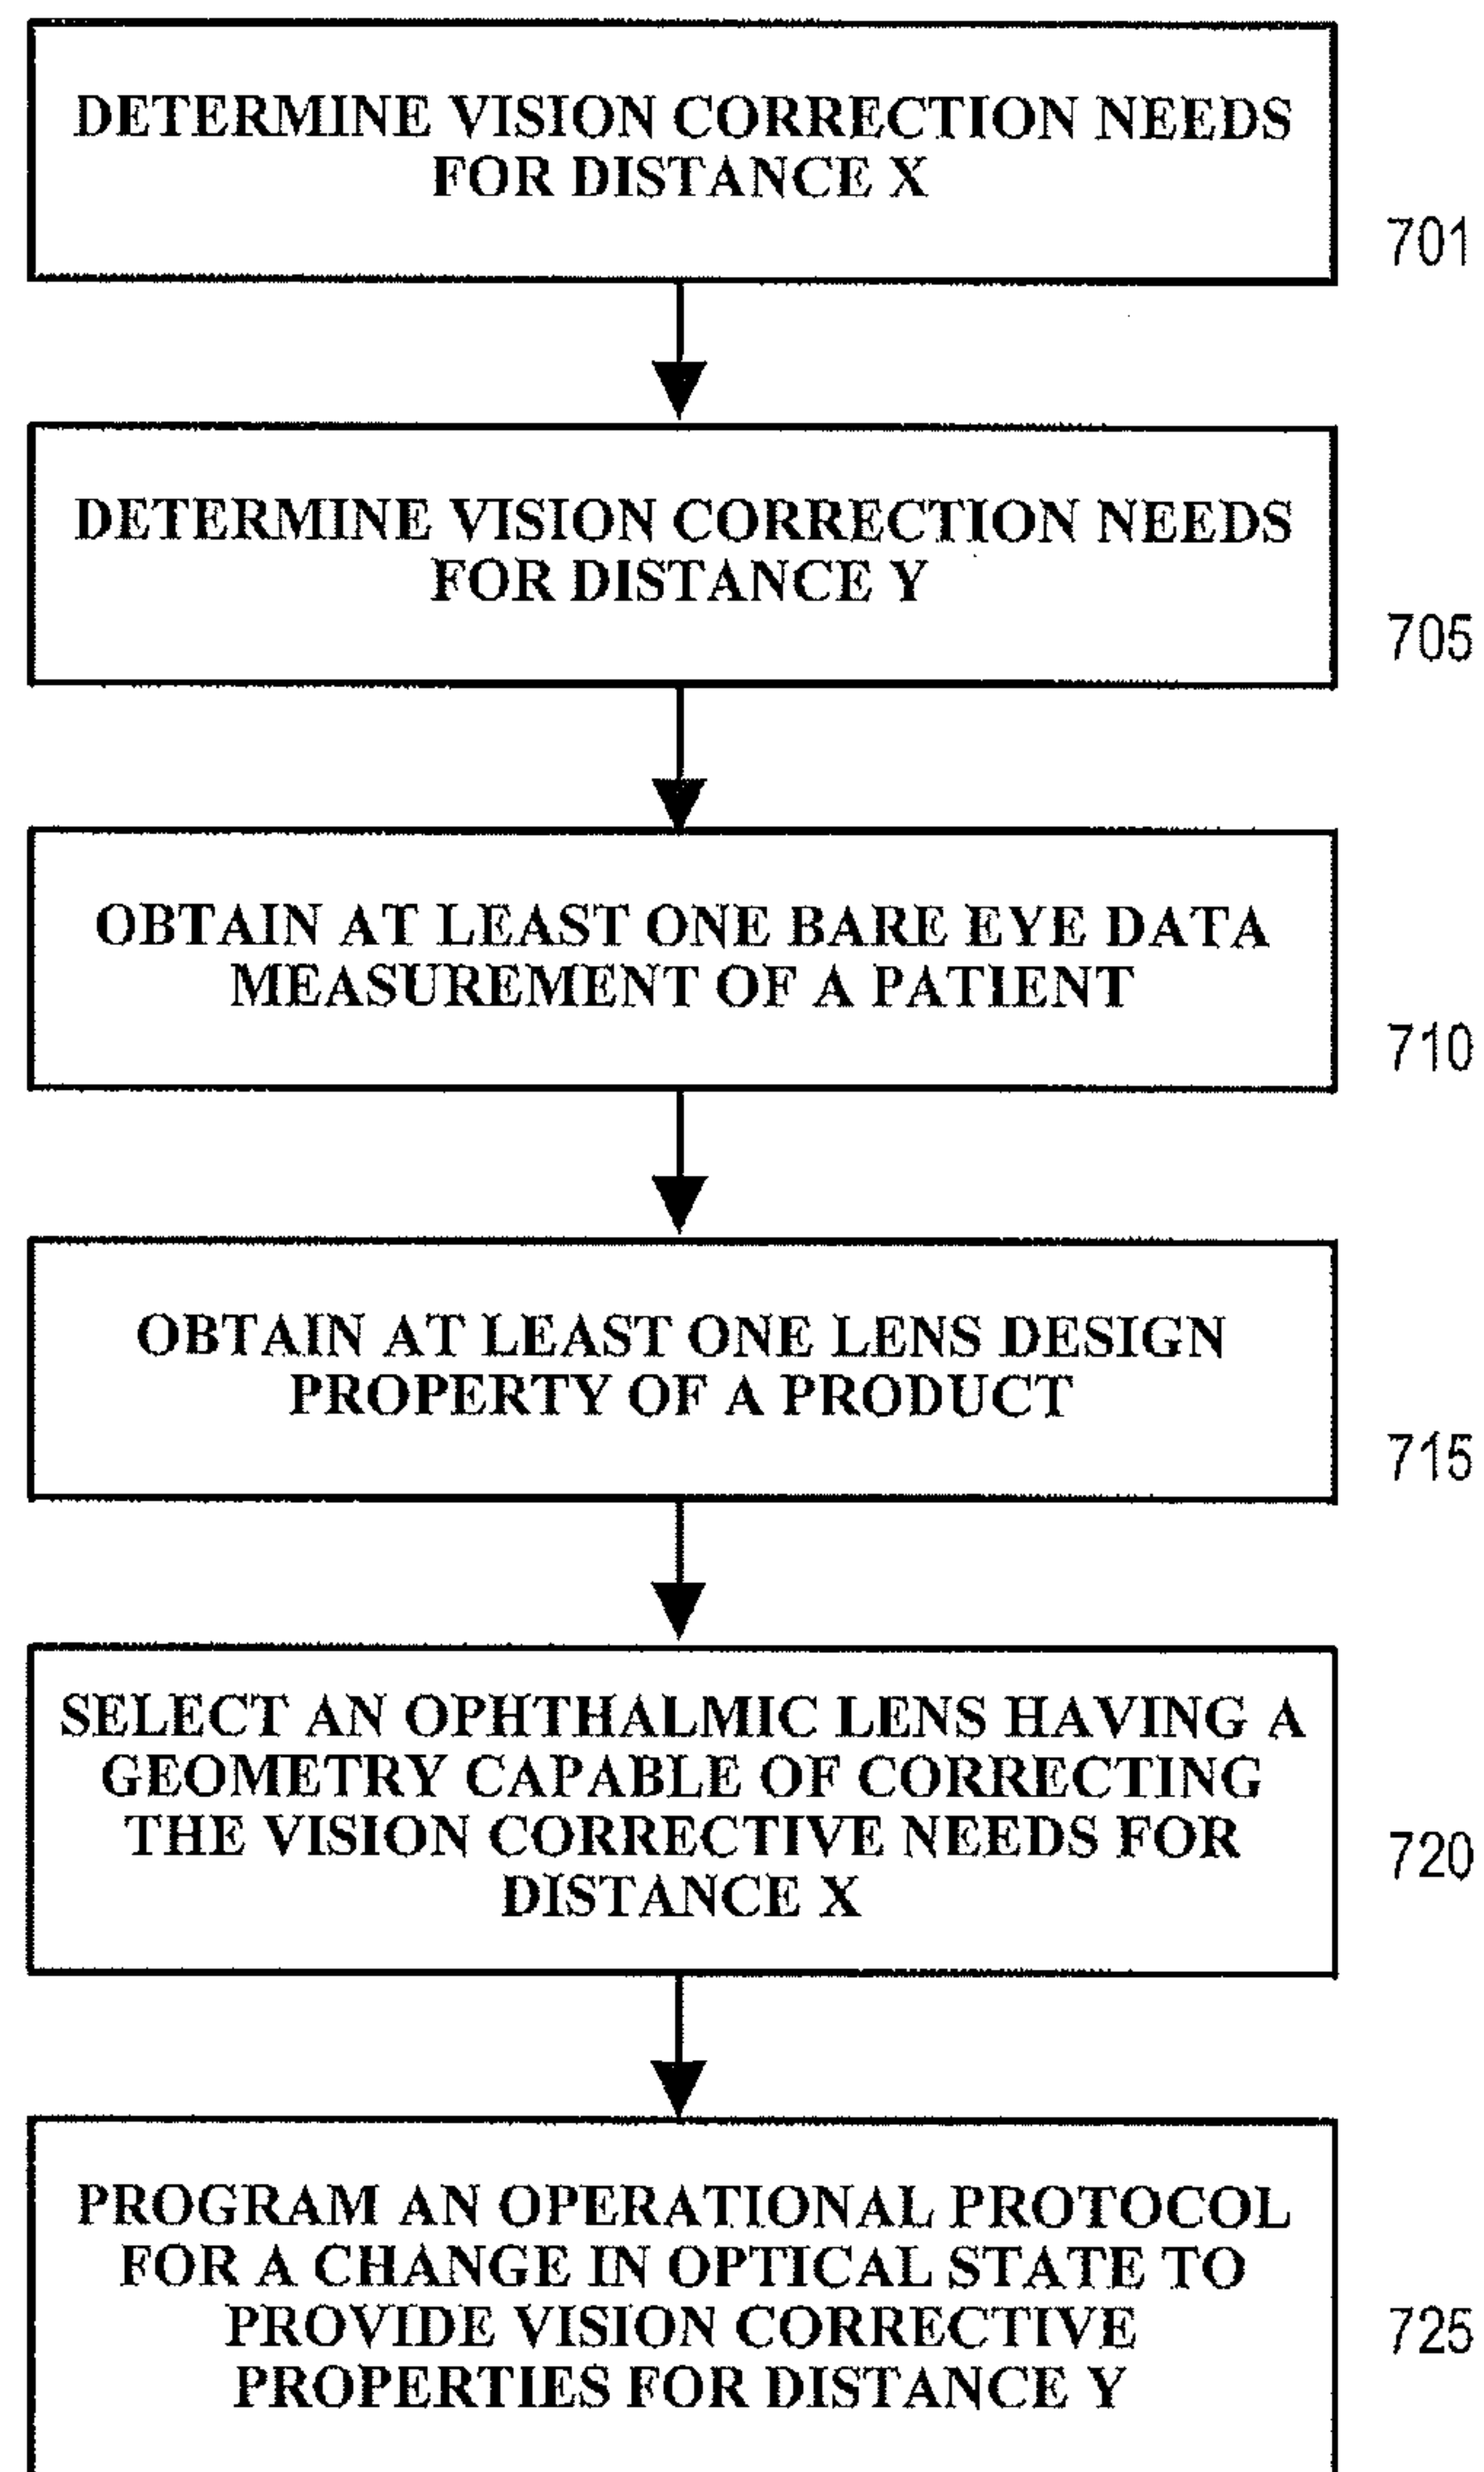 DETERMINE VISION CORRECTION NEEDS
FOR DISTANCE X
701
DETERMINE VISION CORRECTION NEEDS
FOR DISTANCE Y
705
OBTAIN AT LEAST ONE BARE EYE DATA
MEASUREMENT OF A PATIENT
710
OBTAIN AT LEAST ONE LENS DESIGN
PROPERTY OF A PRODUCT
715
SELECT AN OPHTHALMIC LENS HAVING A
GEOMETRY CAPABLE OF CORRECTING
THE VISION CORRECTIVE NEEDS FOR
DISTANCE X
720
PROGRAM AN OPERATIONAL PROTOCOL
FOR A CHANGE IN OPTICAL STATE TO
PROVIDE VISION CORRECTIVE
PROPERTIES FOR DISTANCE Y
725